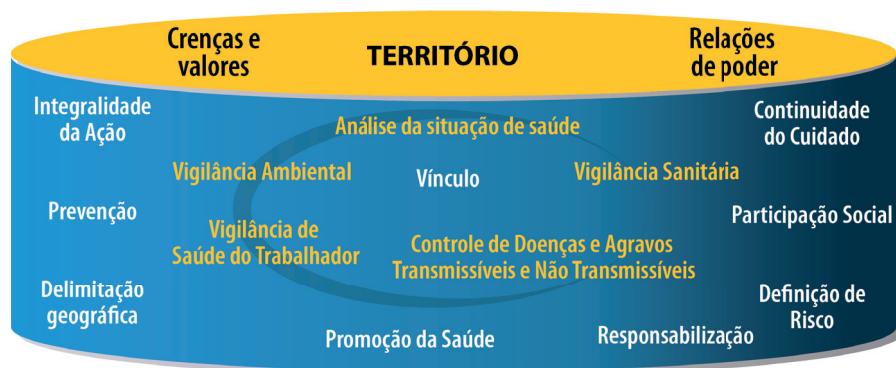 Crenças e
valores
TERRITÓRIO
Relações
de poder
Integralidade
da Ação
Análise da situação de saúde
Continuidade
do Cuidado
Vigilância Ambiental
Vínculo
Vigilância Sanitária
Prevenção
Participação Social
Vigilância de
Saúde do Trabalhador
Controle de Doenças e Agravos
Transmissíveis e Não Transmissíveis
Delimitação
geográfica
Definição de
Risco
Promoção da Saúde
Responsabilização